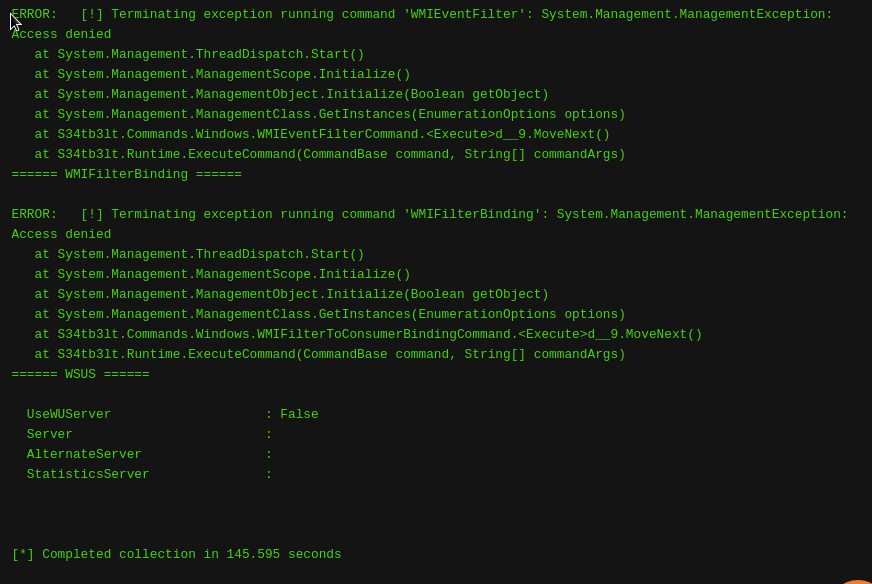 ERROR:   [!] Terminating exception running command 'WMIEventFilter': System.Management.ManagementException:
Access denied
   at System.Management.ThreadDispatch.Start()
   at System.Management.ManagementScope.Initialize()
   at System.Management.ManagementObject.Initialize(Boolean getObject)
   at System.Management.ManagementClass.GetInstances(EnumerationOptions options)
   at S34tb3lt.Commands.Windows.WMIEventFilterCommand.<Execute>d__9.MoveNext()
   at S34tb3lt.Runtime.ExecuteCommand(CommandBase command, String[] commandArgs)
====== WMIFilterBinding ======
ERROR:   [!] Terminating exception running command 'WMIFilterBinding': System.Management.ManagementException:
Access denied
   at System.Management.ThreadDispatch.Start()
   at System.Management.ManagementScope.Initialize()
   at System.Management.ManagementObject.Initialize(Boolean getObject)
   at System.Management.ManagementClass.GetInstances(EnumerationOptions options)
   at S34tb3lt.Commands.Windows.WMIFilterToConsumerBindingCommand.<Execute>d__9.MoveNext()
   at S34tb3lt.Runtime.ExecuteCommand(CommandBase command, String[] commandArgs)
====== WSUS ======
  UseWUServer                    : False
  Server                         :
  AlternateServer                :
  StatisticsServer               :
[*] Completed collection in 145.595 seconds